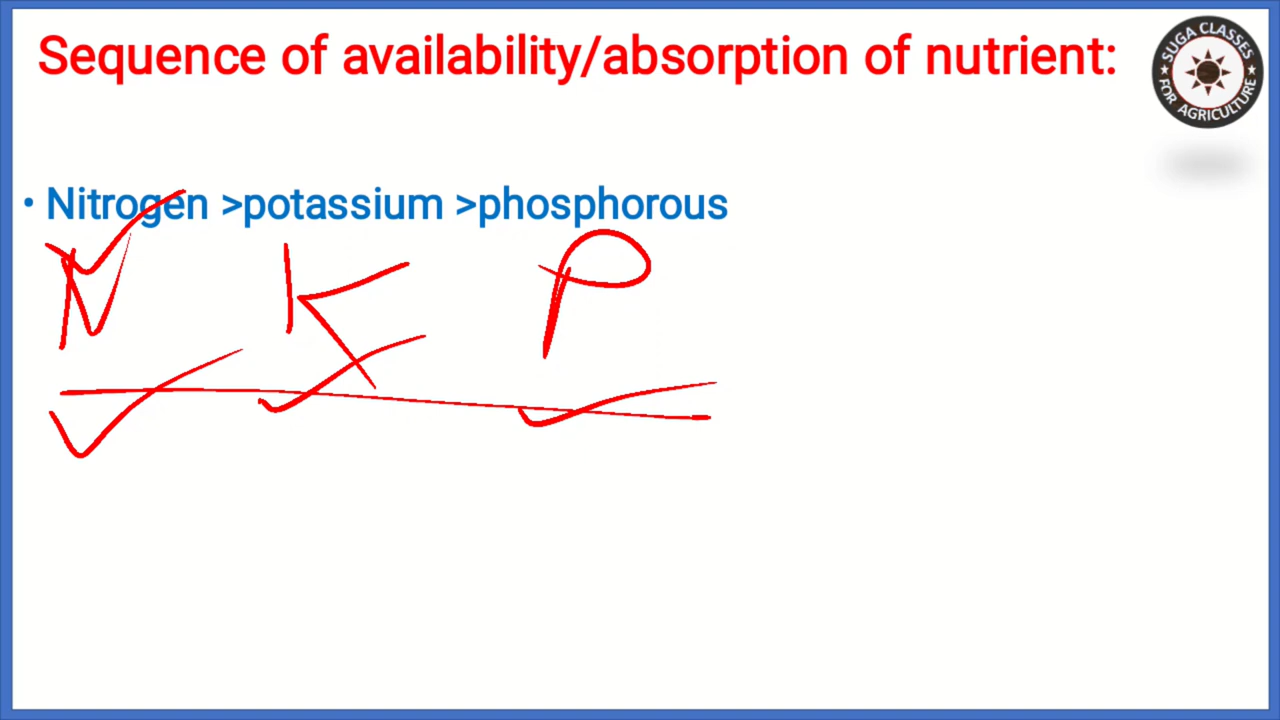 Sequence of availability/absorption of nutrient:
SUGA CLASSES
★ FOR AGRICULTURE ★
• Nitrogen >potassium >phosphorous
N K P